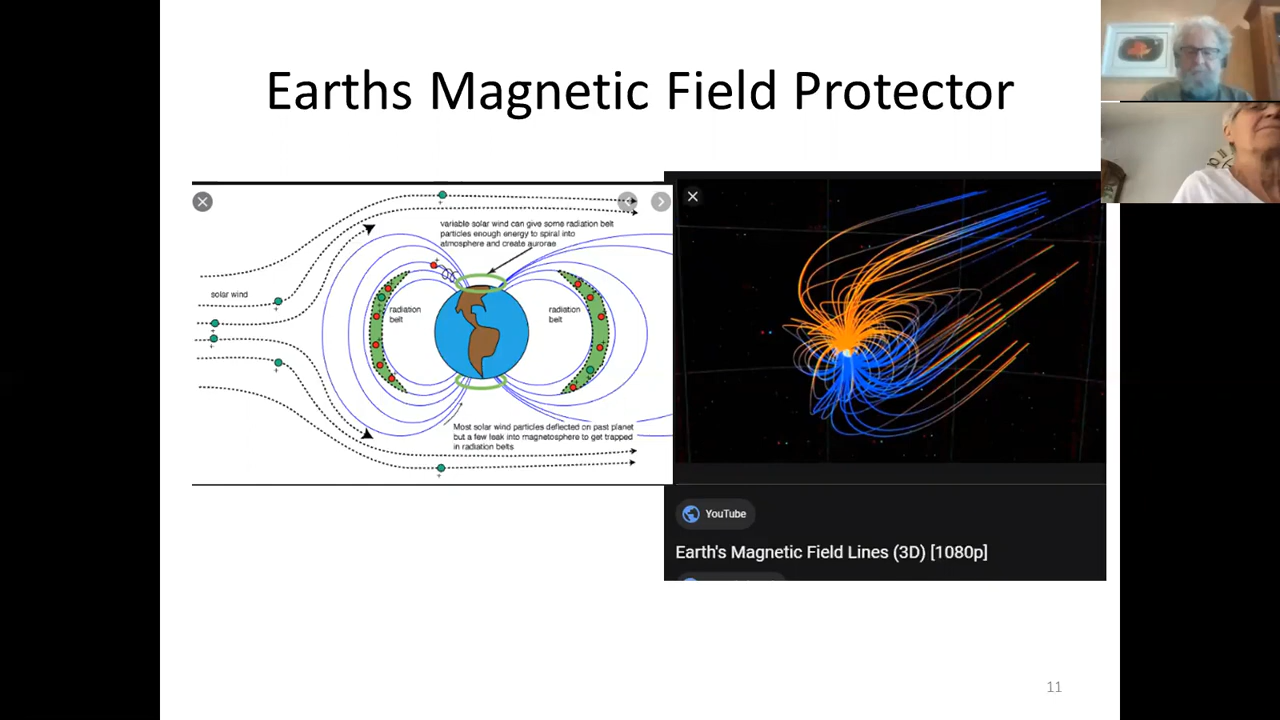 Earths Magnetic Field Protector
variable solar wind can give some radiation belt
particles enough energy to spiral into
atmosphere and create aurorae
solar wind
radiation
belt
radiation
belt
Most solar wind particles deflected on past planet
but a few leak into magnetosphere to get trapped
in radiation belts
YouTube
Earth's Magnetic Field Lines (3D) [1080p]
11